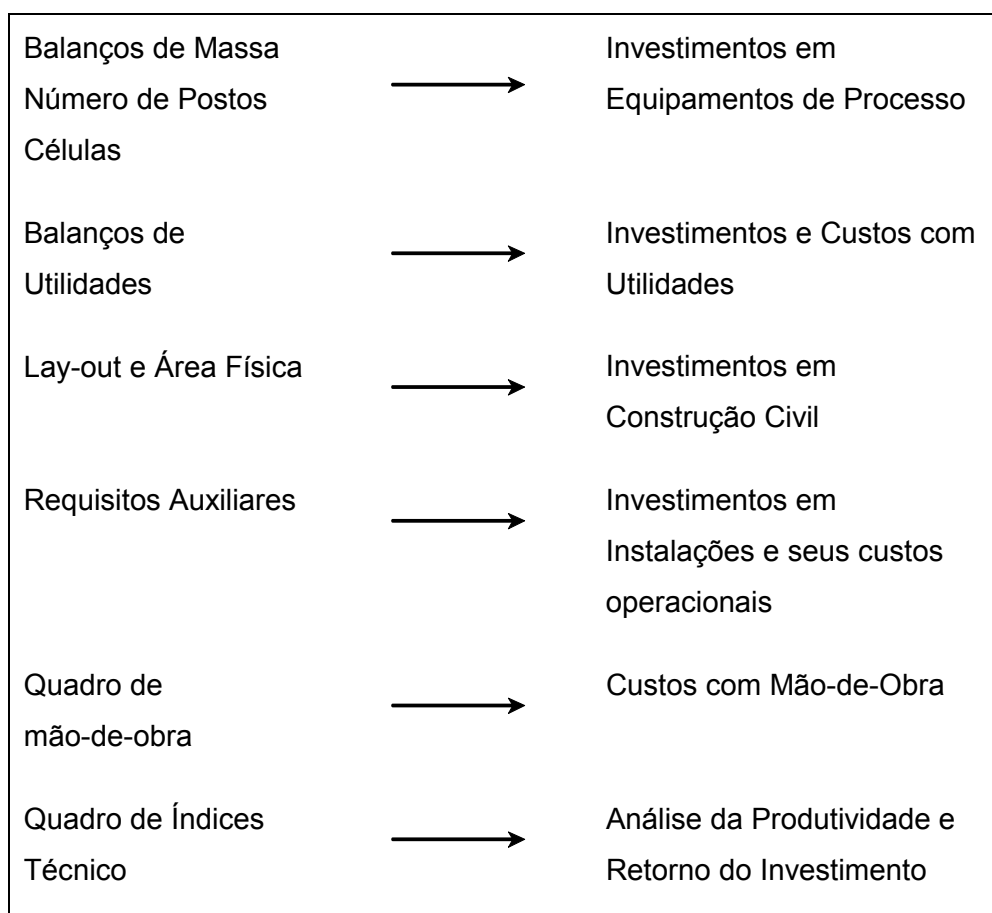 Balanços de Massa
Número de Postos
Células
Investimentos em
Equipamentos de Processo
Balanços de
Utilidades
Investimentos e Custos com
Utilidades
Lay-out e Área Física
Investimentos em
Construção Civil
Requisitos Auxiliares
Investimentos em
Instalações e seus custos
operacionais
Quadro de
mão-de-obra
Custos com Mão-de-Obra
Quadro de Índices
Técnico
Análise da Produtividade e
Retorno do Investimento